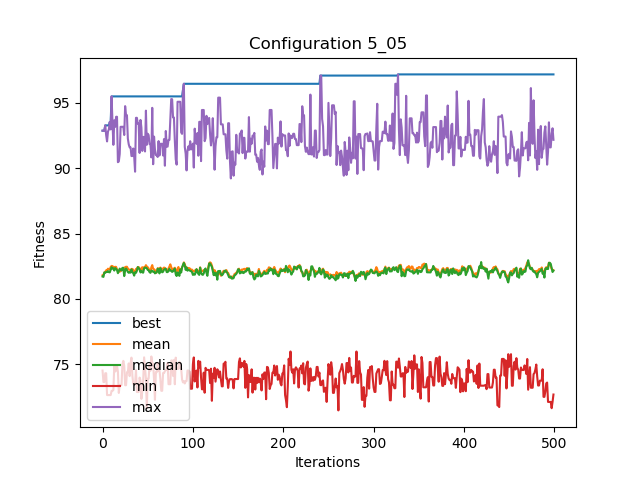 Configuration 5_05
Fitness
95
90
85
80
75
best
mean
median
min
max
0 100 200 300 400 500
Iterations